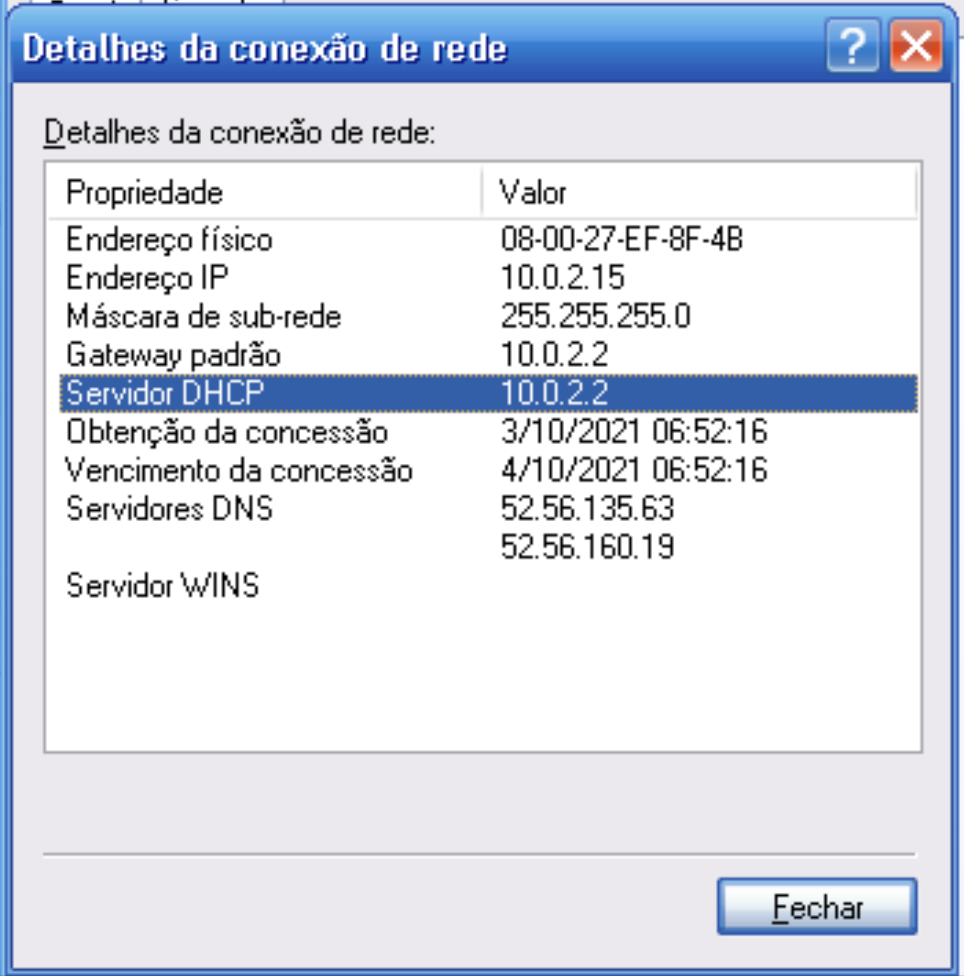 Detalhes da conexão de rede
Detalhes da conexão de rede:
Propriedade Valor
Endereço físico 08-00-27-EF-8F-4B
Endereço IP 10.0.2.15
Máscara de sub-rede 255.255.255.0
Gateway padrão 10.0.2.2
Servidor DHCP 10.0.2.2
Obtenção da concessão 3/10/2021 06:52:16
Vencimento da concessão 4/10/2021 06:52:16
Servidores DNS 52.56.135.63
52.56.160.19
Servidor WINS
Fechar